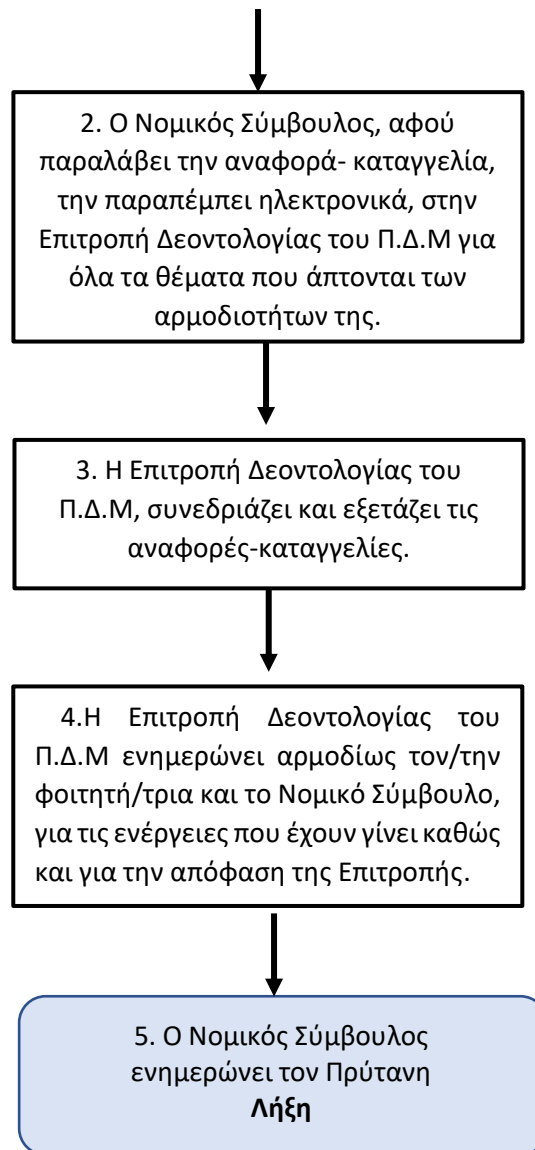 2. Ο Νομικός Σύμβουλος, αφού
παραλάβει την αναφορά- καταγγελία,
την παραπέμπει ηλεκτρονικά, στην
Επιτροπή Δεοντολογίας του Π.Δ.Μ για
όλα τα θέματα που άπτονται των
αρμοδιοτήτων της.
3. Η Επιτροπή Δεοντολογίας του
Π.Δ.Μ, συνεδριάζει και εξετάζει τις
αναφορές-καταγγελίες.
4.Η Επιτροπή Δεοντολογίας του
Π.Δ.Μ ενημερώνει αρμοδίως τον/την
φοιτητή/τρια και το Νομικό Σύμβουλο,
για τις ενέργειες που έχουν γίνει καθώς
και για την απόφαση της Επιτροπής.
5. Ο Νομικός Σύμβουλος
ενημερώνει τον Πρύτανη
Λήξη